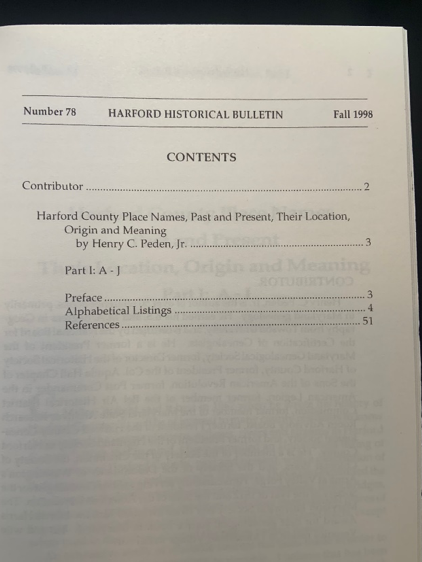 Number 78 HARFORD HISTORICAL BULLETIN Fall 1998
CONTENTS
Contributor ........................................................................ 2
Harford County Place Names, Past and Present, Their Location,
Origin and Meaning
by Henry C. Peden, Jr. ............................................. 3
Part I: A - J
Preface .................................................................... 3
Alphabetical Listings ................................................. 4
References ............................................................... 51